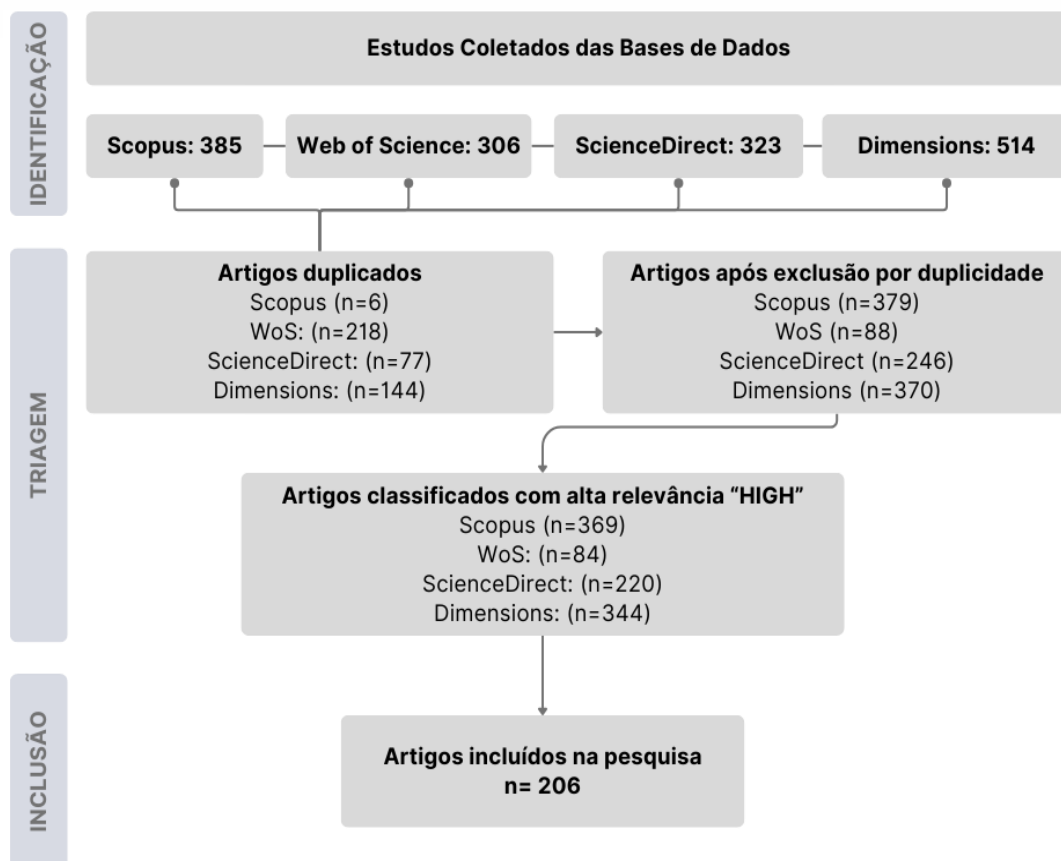 IDENTIFICAÇÃO
Estudos Coletados das Bases de Dados
Scopus: 385
Web of Science: 306
ScienceDirect: 323
Dimensions: 514
TRIAGEM
Artigos duplicados
Scopus (n=6)
WoS: (n=218)
ScienceDirect: (n=77)
Dimensions: (n=144)
Artigos após exclusão por duplicidade
Scopus (n=379)
WoS (n=88)
ScienceDirect (n=246)
Dimensions (n=370)
Artigos classificados com alta relevância “HIGH”
Scopus (n=369)
WoS: (n=84)
ScienceDirect: (n=220)
Dimensions: (n=344)
INCLUSÃO
Artigos incluídos na pesquisa
n= 206